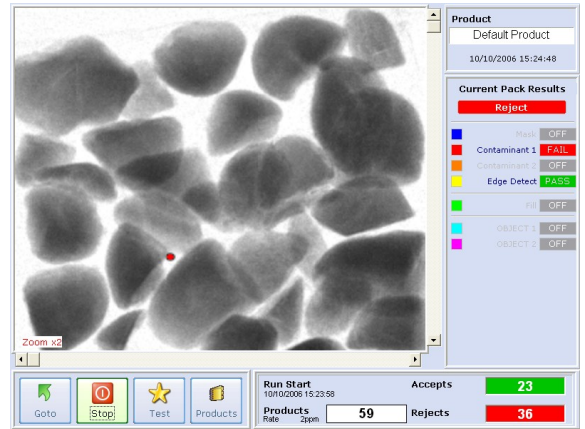 Product
Default Product
10/10/2006 15:24:48
Current Pack Results
Reject
Mask OFF
Contaminant 1 FAIL
Contaminant 2 OFF
Edge Detect PASS
Fill OFF
OBJECT 1 OFF
OBJECT 2 OFF
Zoom x2
Goto
Stop
Test
Products
Run Start
10/10/2006 15:23:58
Accepts 23
Products 59
Rate 2ppm
Rejects 36